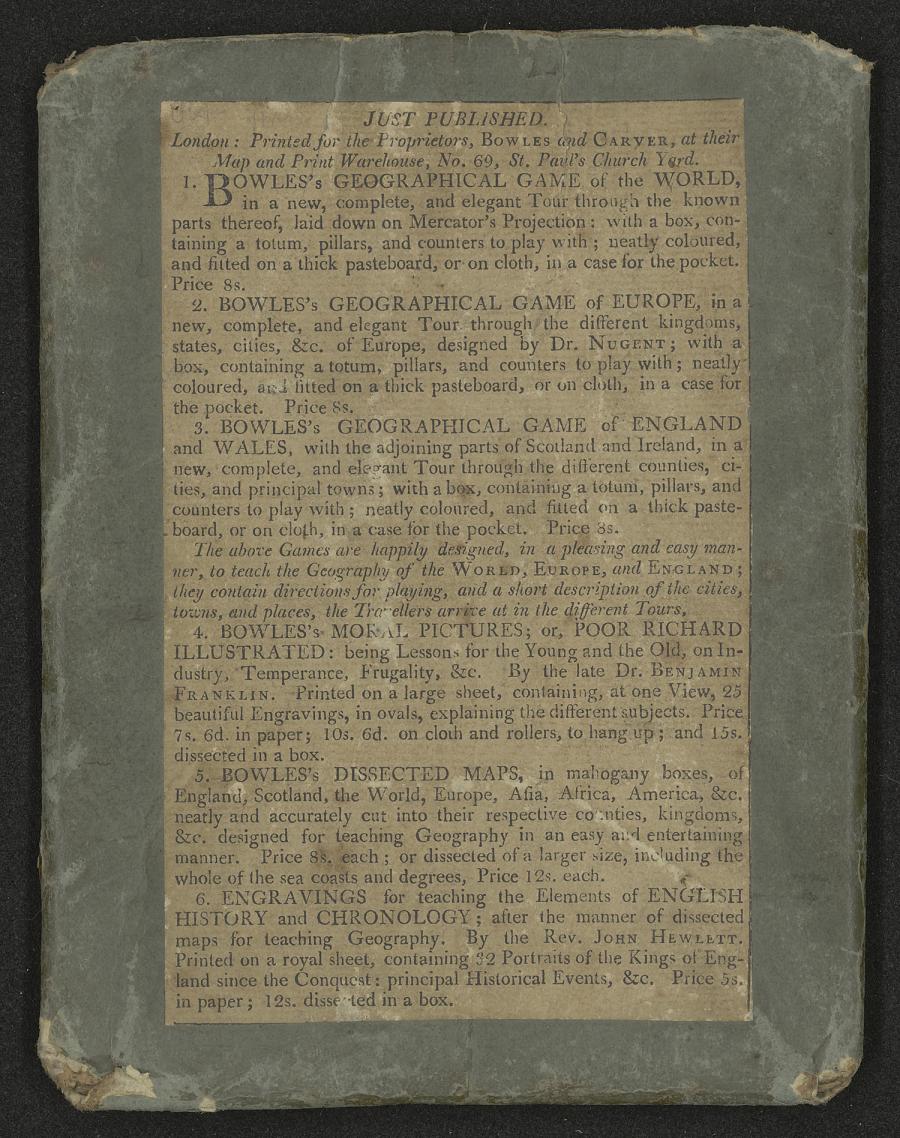 JUST PUBLISHED.
London: Printed for the Proprietors, BOWLES and CARVER, at their
Map and Print Warehouse, No. 69, St. Paul's Church Yard.
1. BOWLES's GEOGRAPHICAL GAME of the WORLD,
in a new, complete, and elegant Tour through the known
parts thereof, laid down on Mercator's Projection: with a box, con-
taining a totum, pillars, and counters to play with; neatly coloured,
and fitted on a thick pasteboard, or on cloth, in a case for the pocket.
Price 8s.
2. BOWLES's GEOGRAPHICAL GAME of EUROPE, in a
new, complete, and elegant Tour through the different kingdoms,
states, cities, &c. of Europe, designed by Dr. NUGENT; with a
box, containing a totum, pillars, and counters to play with; neatly
coloured, and fitted on a thick pasteboard, or on cloth, in a case for
the pocket. Price 8s.
3. BOWLES's GEOGRAPHICAL GAME of ENGLAND
and WALES, with the adjoining parts of Scotland and Ireland, in a
new, complete, and elegant Tour through the different counties, ci-
ties, and principal towns; with a box, containing a totum, pillars, and
counters to play with; neatly coloured, and fitted on a thick paste-
board, or on cloth, in a case for the pocket. Price 8s.
The above Games are happily designed, in a pleasing and easy man-
ner, to teach the Geography of the WORLD, EUROPE, and ENGLAND;
they contain directions for playing, and a short description of the cities,
towns, and places, the Travellers arrive at in the different Tours,
4. BOWLES's MORAL PICTURES; or, POOR RICHARD
ILLUSTRATED: being Lessons for the Young and the Old, on In-
dustry, Temperance, Frugality, &c. By the late Dr. BENJAMIN
FRANKLIN. Printed on a large sheet, containing, at one View, 25
beautiful Engravings, in ovals, explaining the different subjects. Price
7s. 6d. in paper; 10s. 6d. on cloth and rollers, to hang up; and 15s.
dissected in a box.
5. BOWLES's DISSECTED MAPS, in mahogany boxes, of
England, Scotland, the World, Europe, Aſia, Africa, America, &c.
neatly and accurately cut into their respective counties, kingdoms,
&c. designed for teaching Geography in an easy and entertaining
manner. Price 8s. each; or dissected of a larger size, including the
whole of the sea coasts and degrees, Price 12s. each.
6. ENGRAVINGS for teaching the Elements of ENGLISH
HISTORY and CHRONOLOGY; after the manner of dissected
maps for teaching Geography. By the Rev. JOHN HEWLETT.
Printed on a royal sheet, containing 32 Portraits of the Kings of Eng-
land since the Conquest: principal Historical Events, &c. Price 5s.
in paper; 12s. dissected in a box.